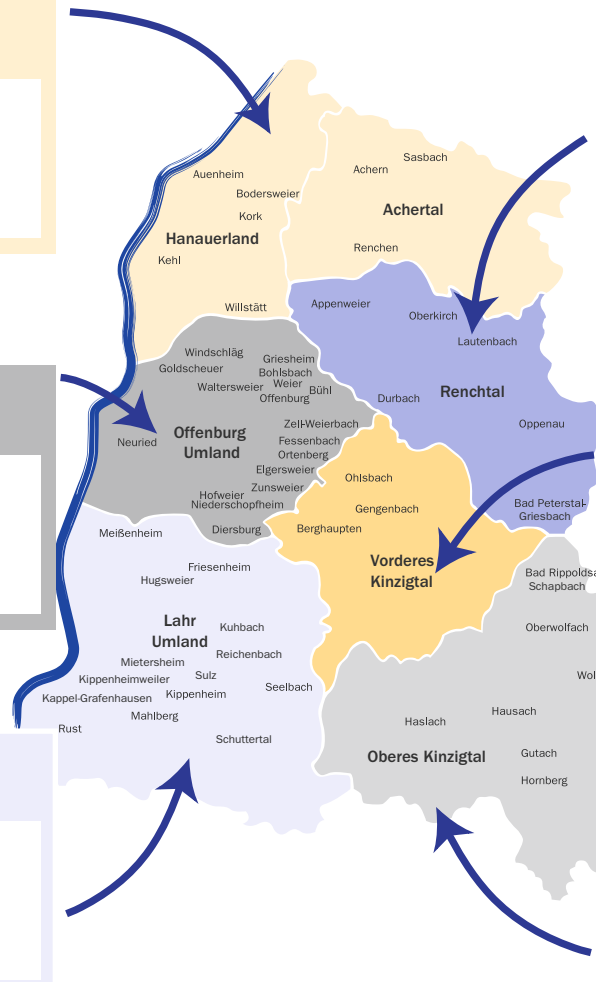 Sasbach
Achern
Auenheim
Bodersweier
Kork
Achertal
Hanauerland
Renchen
Kehl
Willstätt
Appenweier
Oberkirch
Lautenbach
Windschläg
Griesheim
Goldscheuer
Bohlsbach
Weier
Waltersweier
Bühl
Offenburg
Renchtal
Durbach
Oppenau
Zell-Weierbach
Offenburg
Umland
Neuried
Fessenbach
Ortenberg
Elgersweier
Ohlsbach
Zunsweier
Hofweier
Niederschopfheim
Gengenbach
Bad Peterstal-
Griesbach
Diersburg
Berghaupten
Meißenheim
Vorderes
Kinzigtal
Friesenheim
Hugsweier
Schapbach
Lahr
Umland
Kuhbach
Oberwolfach
Reichenbach
Mietersheim
Sulz
Kippenheimweiler
Seelbach
Kappel-Grafenhausen
Kippenheim
Mahlberg
Hausach
Haslach
Rust
Schuttertal
Oberes Kinzigtal
Gutach
Hornberg